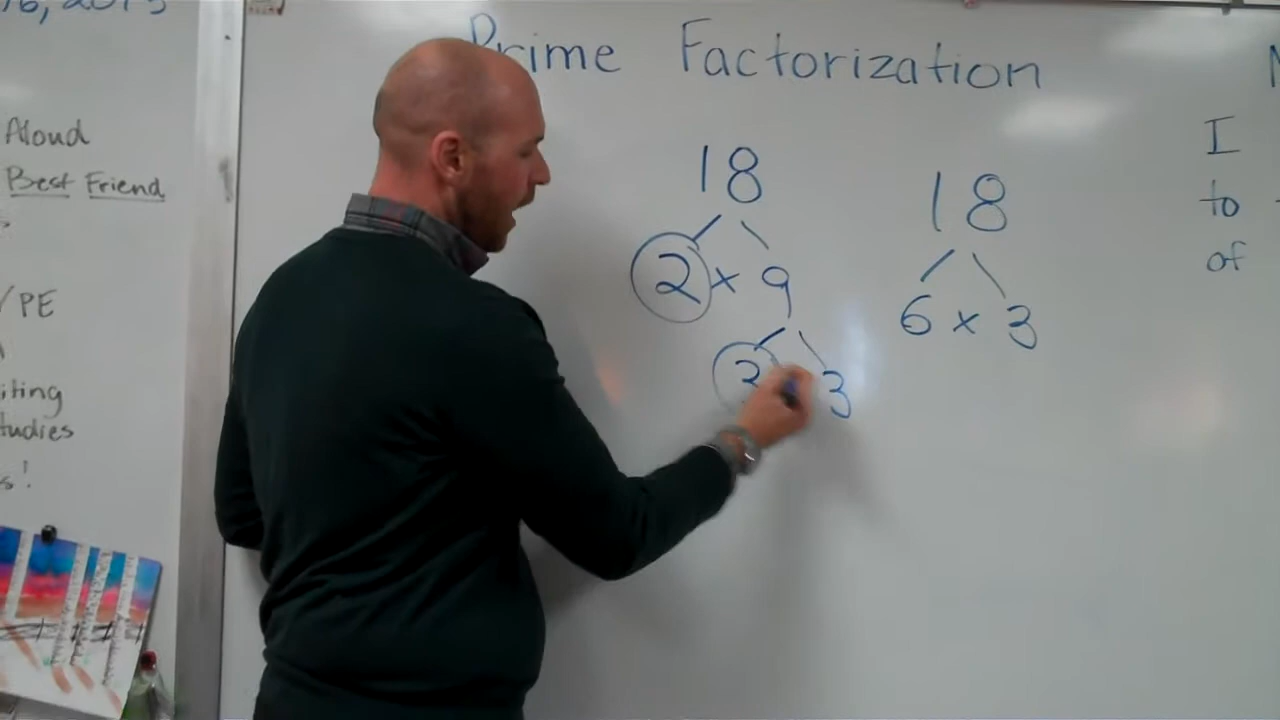 Aloud
Best Friend
/PE
iting
tudies
s!
Prime Factorization
18
2 x 9
3 3
18
6 x 3
I
to
of